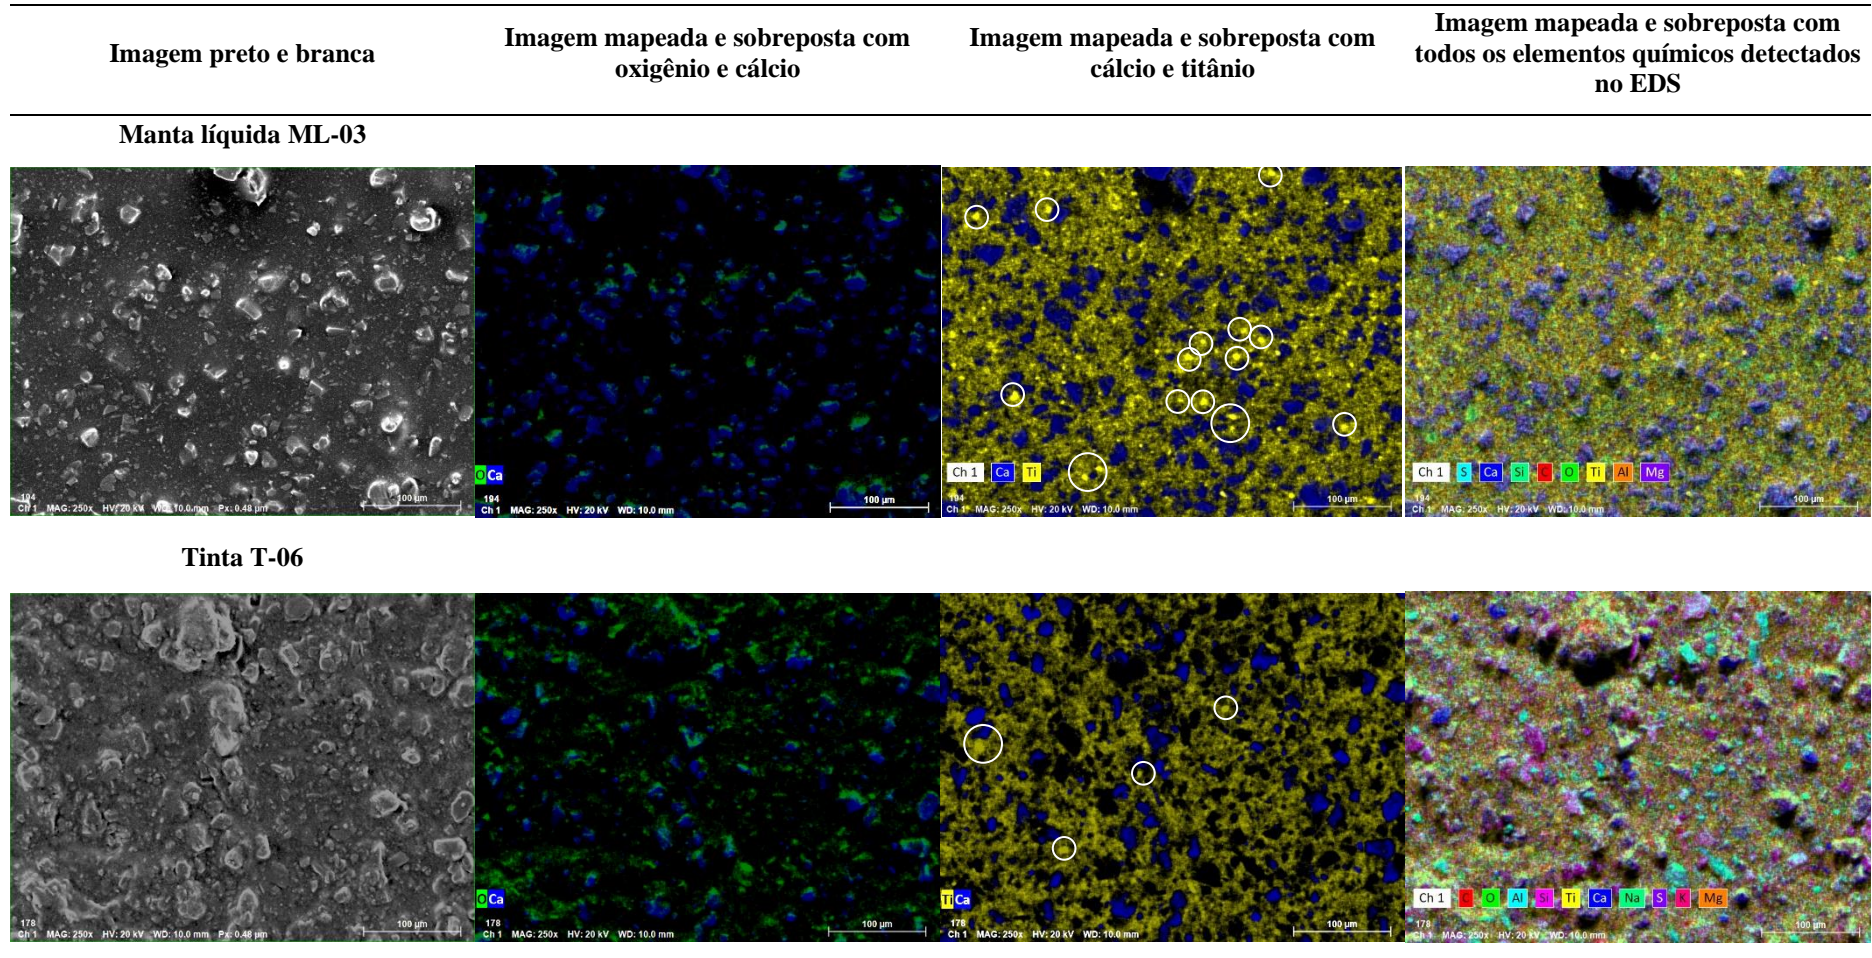 Imagem preto e branca
Imagem mapeada e sobreposta com
oxigênio e cálcio
Imagem mapeada e sobreposta com
cálcio e titânio
Imagem mapeada e sobreposta com
todos os elementos químicos detectados
no EDS
Manta líquida ML-03
194
Ch 1 MAG: 250x HV: 20 kV WD: 10.0 mm Px: 0.48 µm
100 µm
O Ca
194
Ch 1 MAG: 250x HV: 20 kV WD: 10.0 mm
100 µm
Ch 1 Ca Ti
194
Ch 1 MAG: 250x HV: 20 kV WD: 10.0 mm
100 µm
Ch 1 S Ca Si C O Ti Al Mg
194
Ch 1 MAG: 250x HV: 20 kV WD: 10.0 mm
100 µm
Tinta T-06
178
Ch 1 MAG: 250x HV: 20 kV WD: 10.0 mm Px: 0.48 µm
100 µm
O Ca
178
Ch 1 MAG: 250x HV: 20 kV WD: 10.0 mm
100 µm
Ti Ca
178
Ch 1 MAG: 250x HV: 20 kV WD: 10.0 mm
100 µm
Ch 1 C O Al Si Ti Ca Na S K Mg
178
Ch 1 MAG: 250x HV: 20 kV WD: 10.0 mm
100 µm